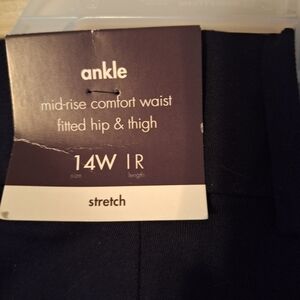 ankle
mid-rise comfort waist
fitted hip & thigh
14W 1R
size length
stretch